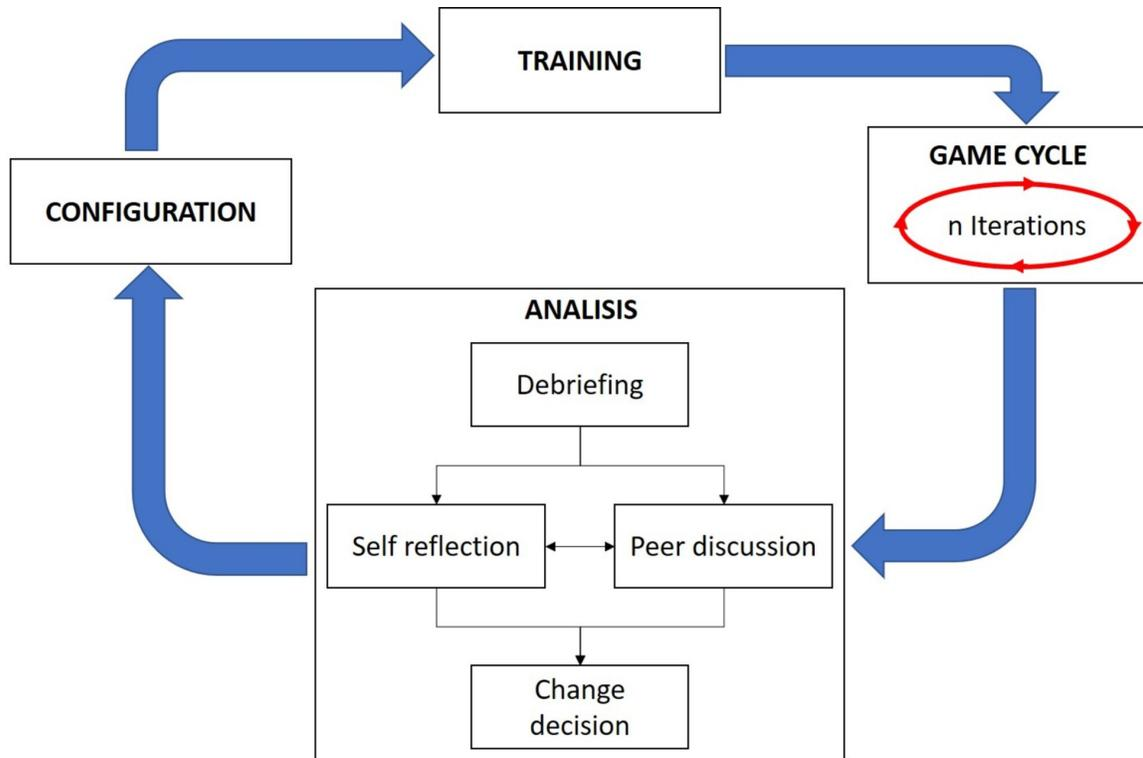 TRAINING
GAME CYCLE
n Iterations
CONFIGURATION
ANALISIS
Debriefing
Self reflection
Peer discussion
Change
decision